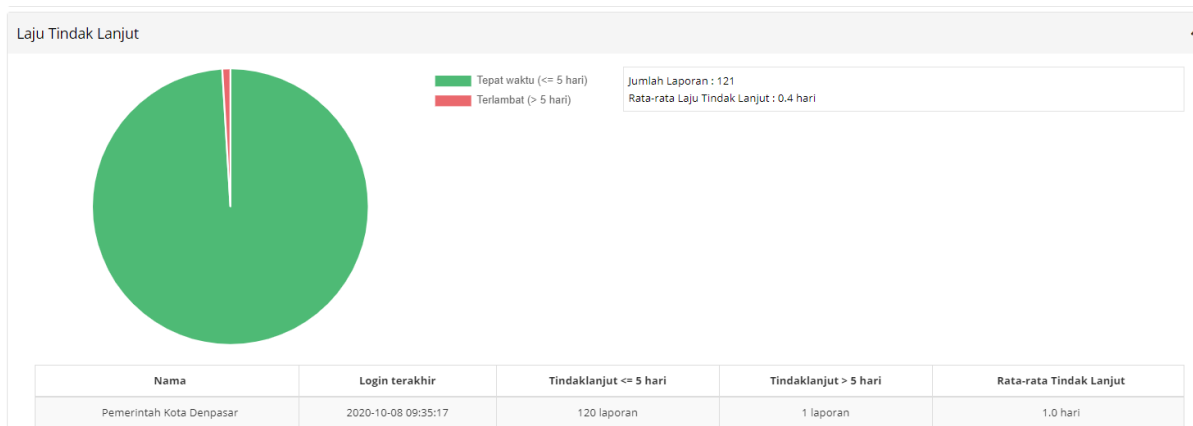 Laju Tindak Lanjut
Tepat waktu (<= 5 hari)
Terlambat (> 5 hari)
Jumlah Laporan : 121
Rata-rata Laju Tindak Lanjut : 0.4 hari
Nama Login terakhir Tindaklanjut <= 5 hari Tindaklanjut > 5 hari Rata-rata Tindak Lanjut
Pemerintah Kota Denpasar 2020-10-08 09:35:17 120 laporan 1 laporan 1.0 hari